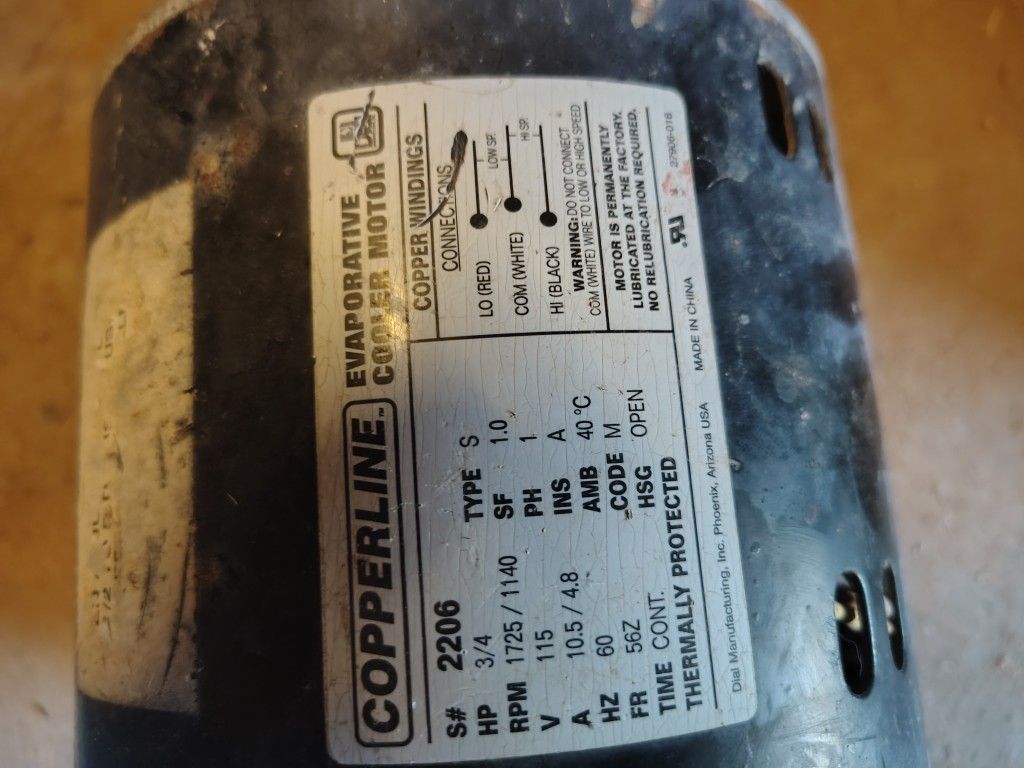 COPPERLINE™
EVAPORATIVE
COOLER MOTOR
S# 2206 TYPE S
HP 3/4 SF 1.0
RPM 1725 / 1140 PH 1
V 115 INS A
A 10.5 / 4.8 AMB 40 °C
HZ 60 CODE M
FR 56Z HSG OPEN
TIME CONT.
THERMALLY PROTECTED
COPPER WINDINGS
CONNECTIONS
LO (RED) LOW SP.
COM (WHITE)
HI (BLACK) HI SP.
WARNING: DO NOT CONNECT
COM (WHITE) WIRE TO LOW OR HIGH SPEED
MOTOR IS PERMANENTLY
LUBRICATED AT THE FACTORY.
NO RELUBRICATION REQUIRED.
Dial Manufacturing, Inc. Phoenix, Arizona USA MADE IN CHINA